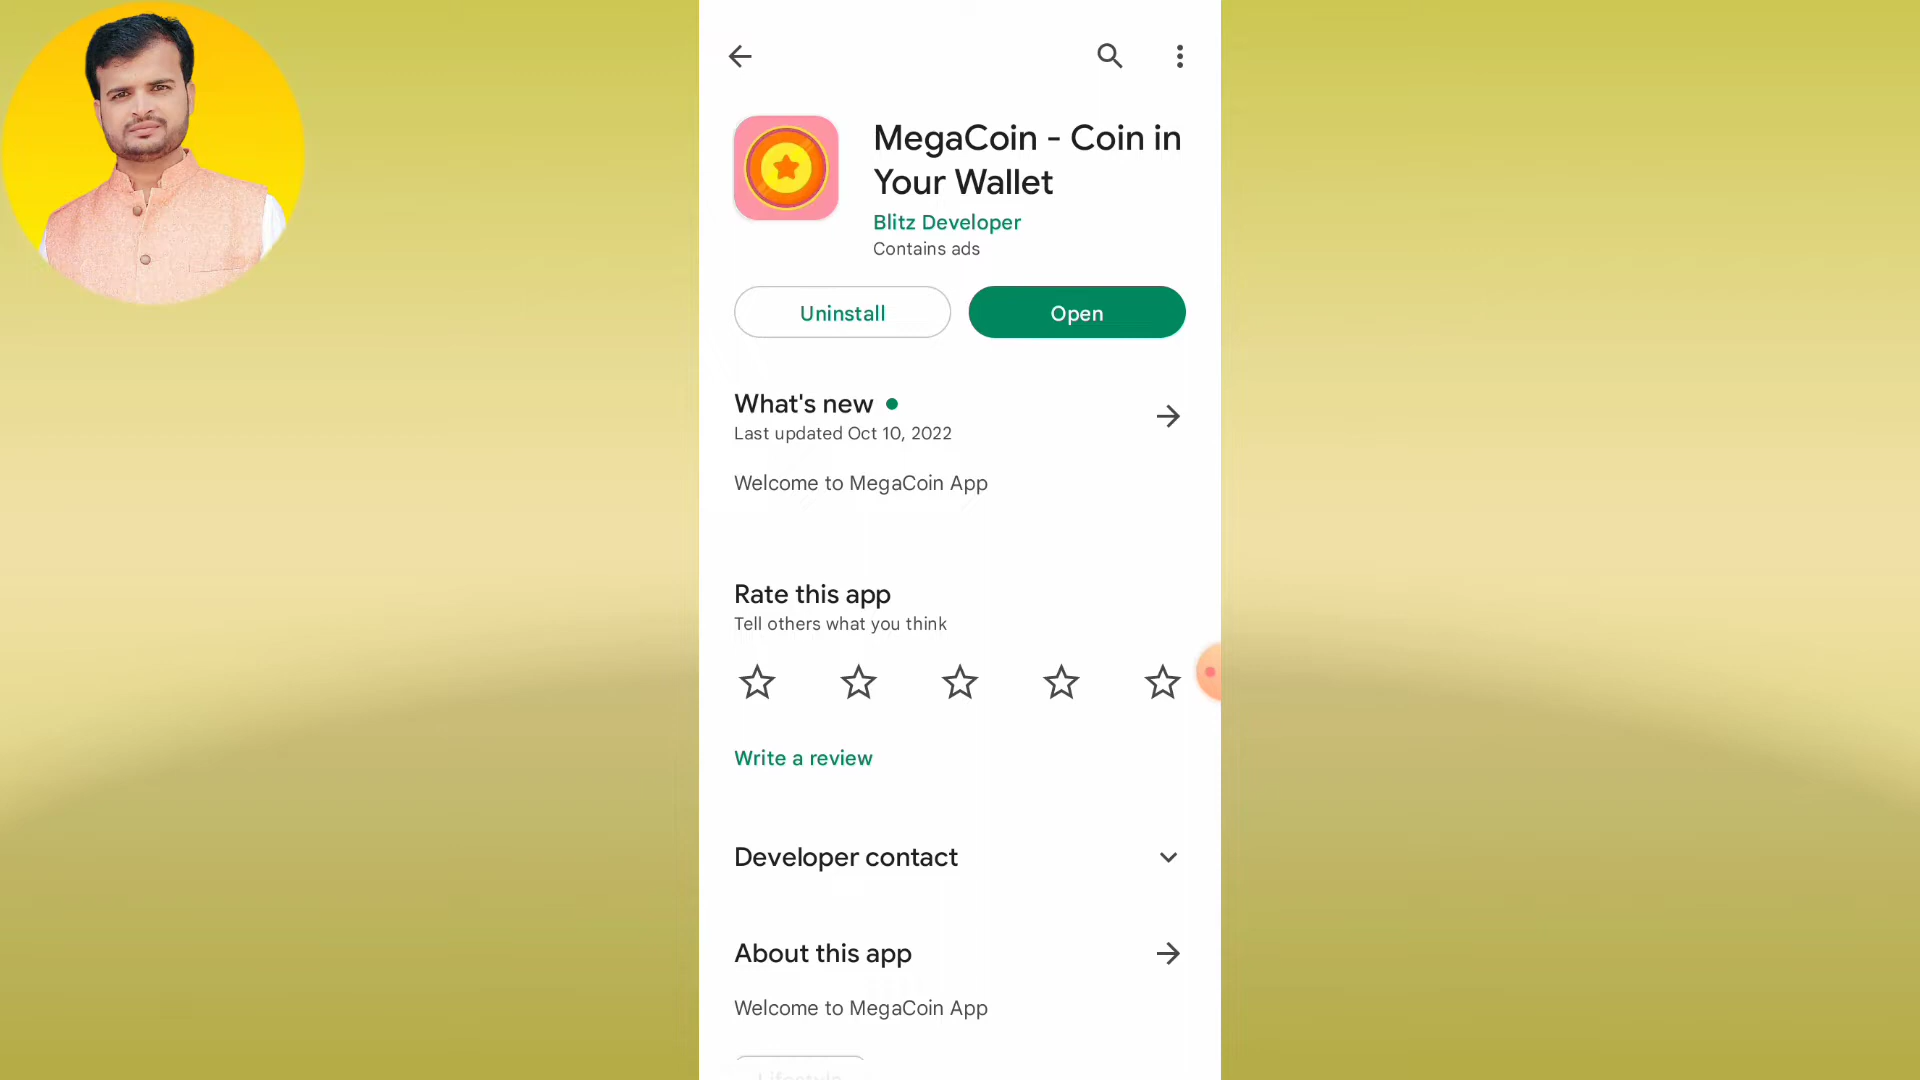 MegaCoin - Coin in
Your Wallet
Blitz Developer
Contains ads
Uninstall
Open
What's new
Last updated Oct 10, 2022
Welcome to MegaCoin App
Rate this app
Tell others what you think
Write a review
Developer contact
About this app
Welcome to MegaCoin App
Lifestyle